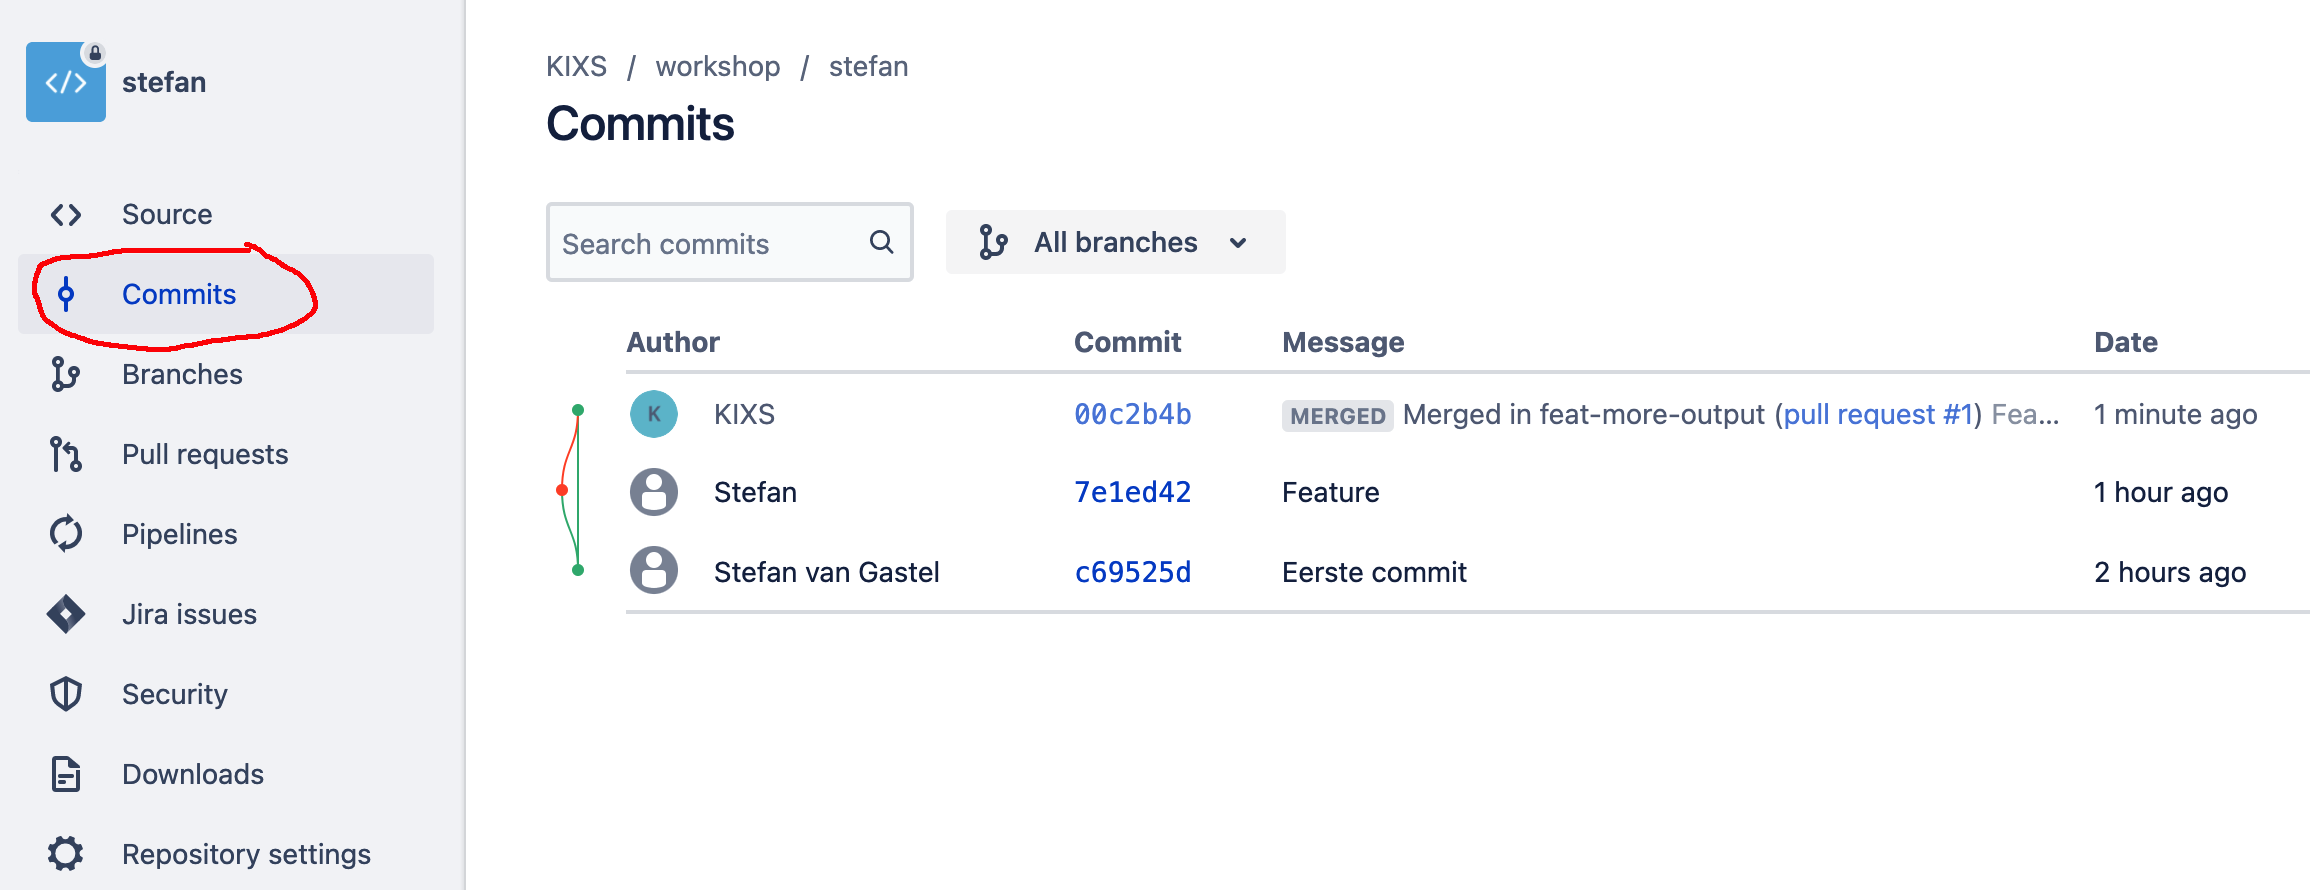 stefan
Source
Commits
Branches
Pull requests
Pipelines
Jira issues
Security
Downloads
Repository settings
KIXS / workshop / stefan
Commits
Search commits
All branches
Author Commit Message Date
K KIXS 00c2b4b MERGED Merged in feat-more-output (pull request #1) Fea... 1 minute ago
Stefan 7e1ed42 Feature 1 hour ago
Stefan van Gastel c69525d Eerste commit 2 hours ago